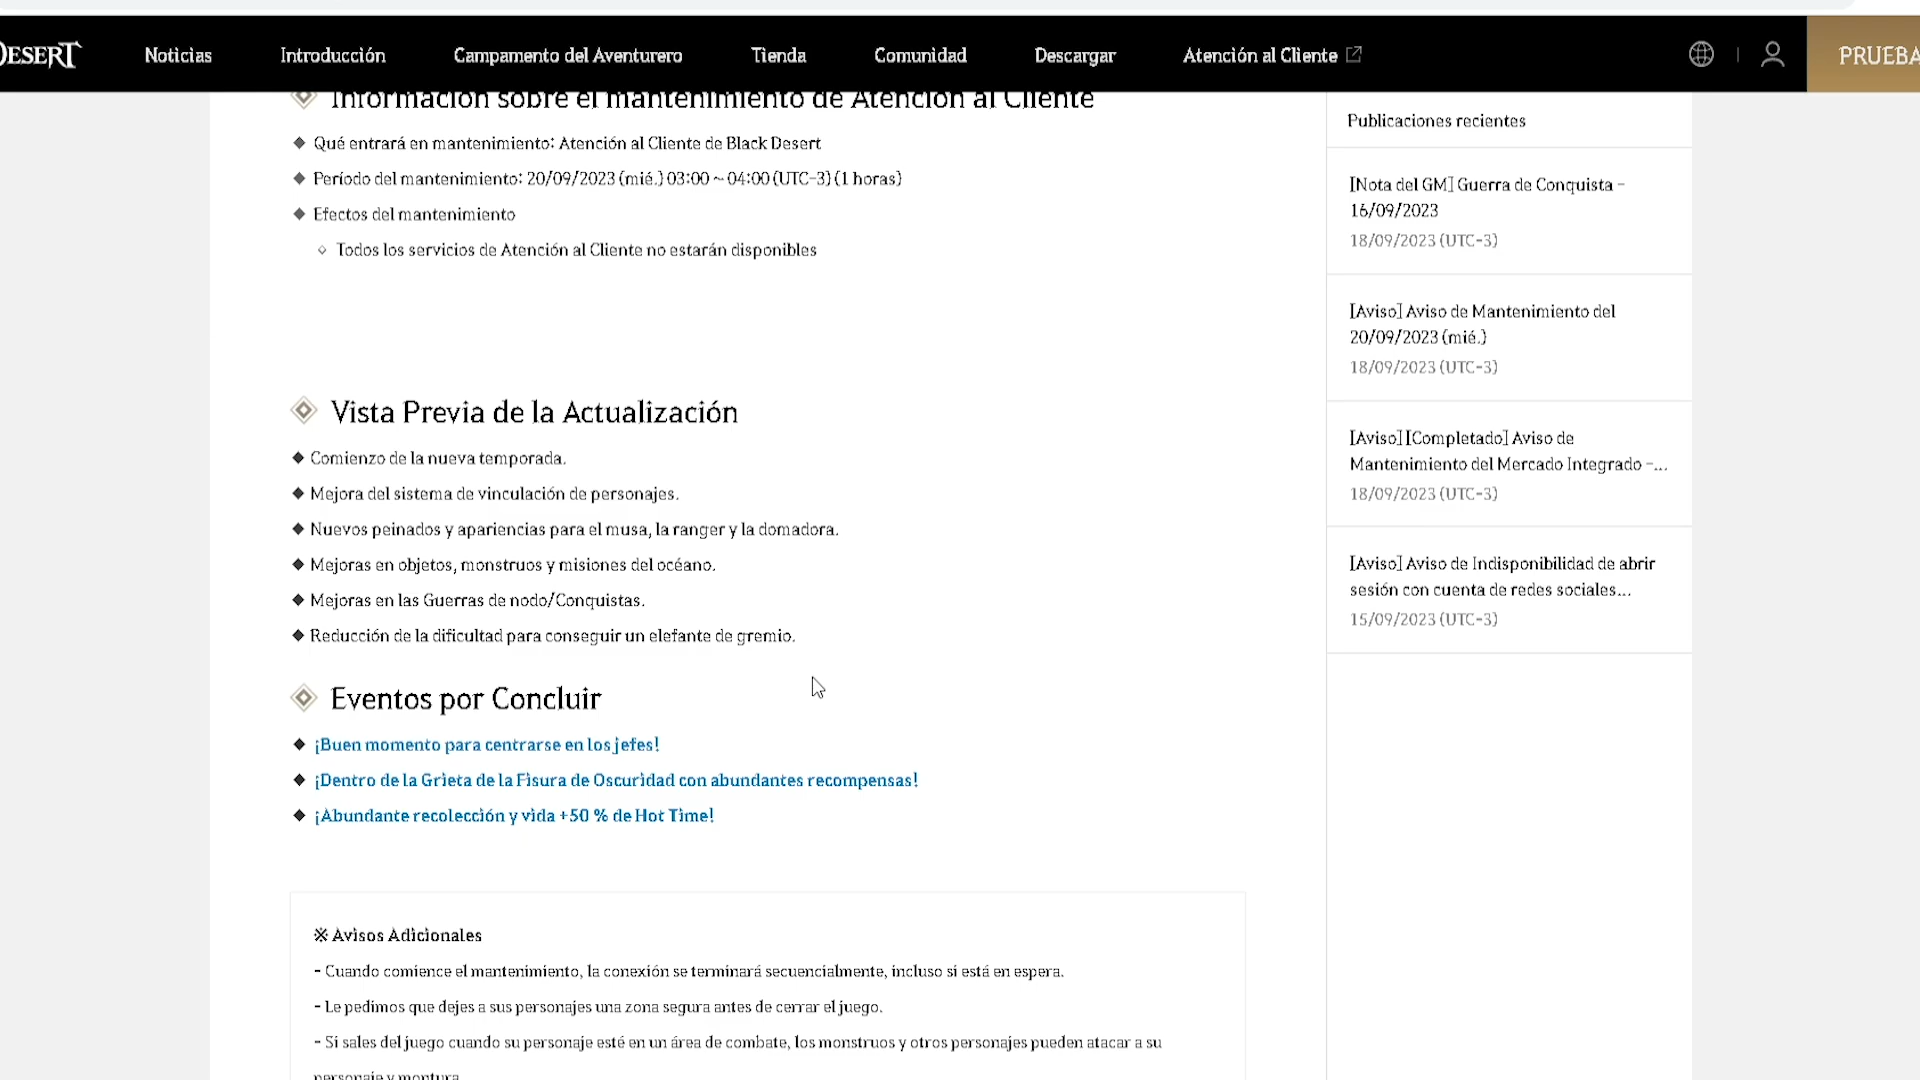 DESERT
Noticias
Introducción
Campamento del Aventurero
Tienda
Comunidad
Descargar
Atención al Cliente
PRUEBA
Información sobre el mantenimiento de Atención al Cliente
◆ Qué entrará en mantenimiento: Atención al Cliente de Black Desert
◆ Período del mantenimiento: 20/09/2023 (mié.) 03:00 ~ 04:00 (UTC-3) (1 horas)
◆ Efectos del mantenimiento
◇ Todos los servicios de Atención al Cliente no estarán disponibles
Vista Previa de la Actualización
◆ Comienzo de la nueva temporada.
◆ Mejora del sistema de vinculación de personajes.
◆ Nuevos peinados y apariencias para el musa, la ranger y la domadora.
◆ Mejoras en objetos, monstruos y misiones del océano.
◆ Mejoras en las Guerras de nodo/Conquistas.
◆ Reducción de la dificultad para conseguir un elefante de gremio.
Eventos por Concluir
◆ ¡Buen momento para centrarse en los jefes!
◆ ¡Dentro de la Grieta de la Fisura de Oscuridad con abundantes recompensas!
◆ ¡Abundante recolección y vida +50 % de Hot Time!
※ Avisos Adicionales
- Cuando comience el mantenimiento, la conexión se terminará secuencialmente, incluso si está en espera.
- Le pedimos que dejes a sus personajes una zona segura antes de cerrar el juego.
- Si sales del juego cuando su personaje esté en un área de combate, los monstruos y otros personajes pueden atacar a su
personaje y montura.
Publicaciones recientes
[Nota del GM] Guerra de Conquista -
16/09/2023
18/09/2023 (UTC-3)
[Aviso] Aviso de Mantenimiento del
20/09/2023 (mié.)
18/09/2023 (UTC-3)
[Aviso] [Completado] Aviso de
Mantenimiento del Mercado Integrado -...
18/09/2023 (UTC-3)
[Aviso] Aviso de Indisponibilidad de abrir
sesión con cuenta de redes sociales...
15/09/2023 (UTC-3)